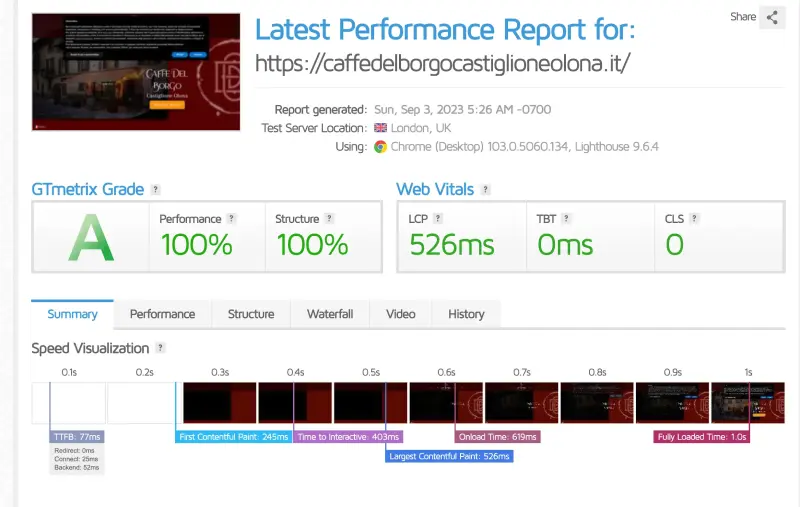 Share
Latest Performance Report for:
https://caffedelborgocastiglioneolona.it/
Report generated: Sun, Sep 3, 2023 5:26 AM -0700
Test Server Location: London, UK
Using: Chrome (Desktop) 103.0.5060.134, Lighthouse 9.6.4
CAFFE DEL
BORGO
Castiglione Olona
GTmetrix Grade ?
Web Vitals ?
A
Performance ?
100%
Structure ?
100%
LCP ?
526ms
TBT ?
0ms
CLS ?
0
Summary Performance Structure Waterfall Video History
Speed Visualization ?
0.1s 0.2s 0.3s 0.4s 0.5s 0.6s 0.7s 0.8s 0.9s 1s
TTFB: 77ms
Redirect: 0ms
Connect: 25ms
Backend: 52ms
First Contentful Paint: 245ms
Time to Interactive: 403ms
Largest Contentful Paint: 526ms
Onload Time: 619ms
Fully Loaded Time: 1.0s